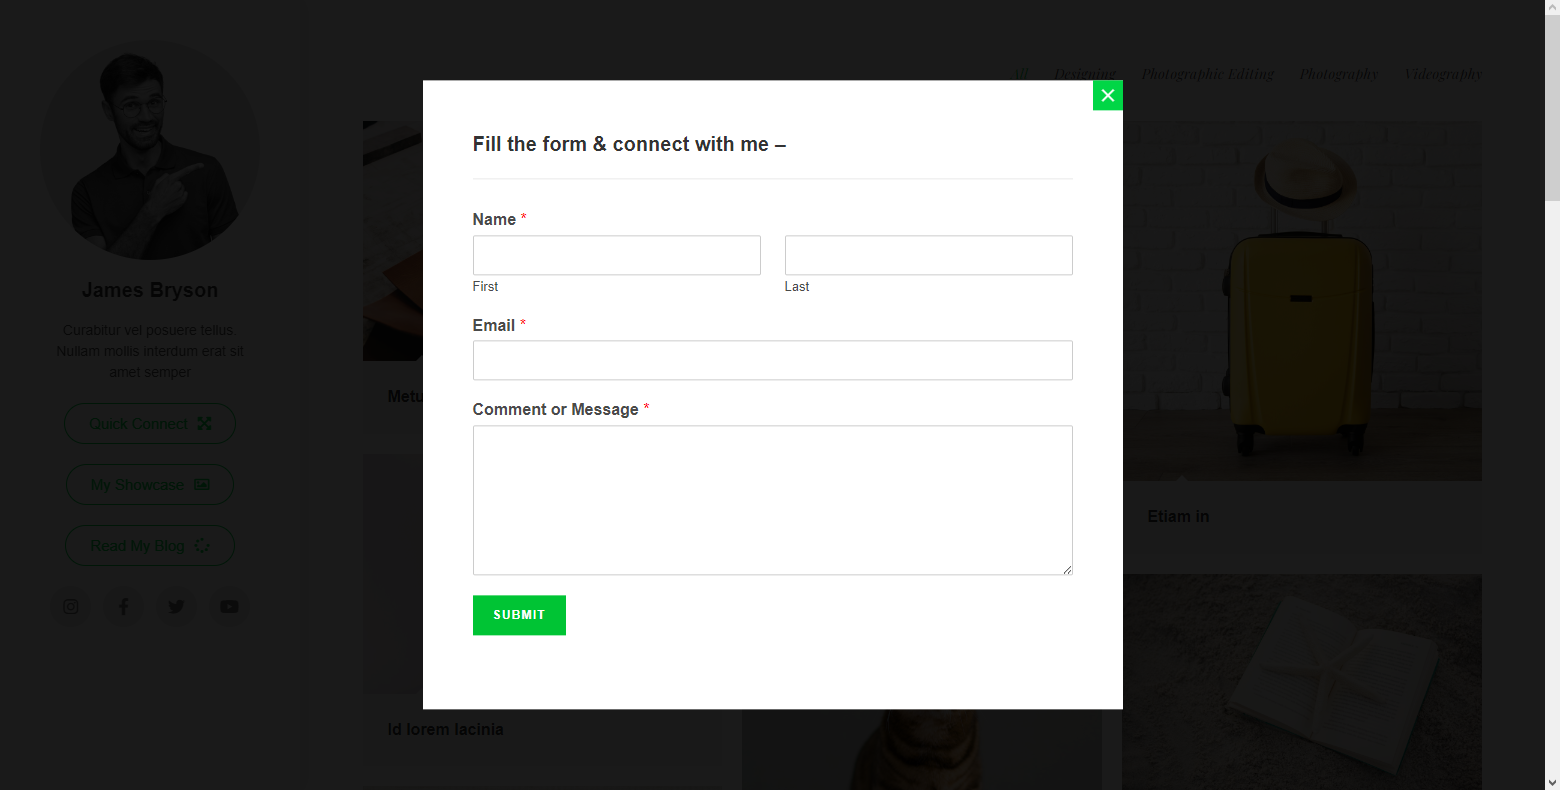 All Designing Photographic Editing Photography Videography
James Bryson
Curabitur vel posuere tellus.
Nullam mollis interdum erat sit
amet semper
Quick Connect
My Showcase
Read My Blog
Fill the form & connect with me –
Name *
First Last
Email *
Comment or Message *
SUBMIT
Etiam in
Id lorem lacinia